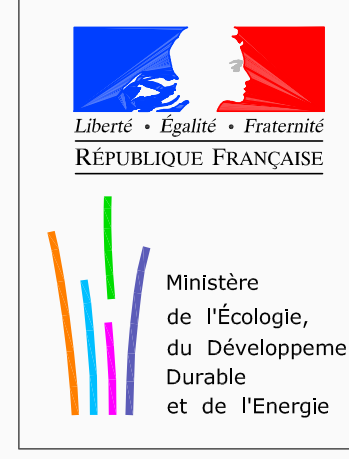 Liberté • Égalité • Fraternité
RÉPUBLIQUE FRANÇAISE
Ministère
de l'Écologie,
du Développeme
Durable
et de l'Energie